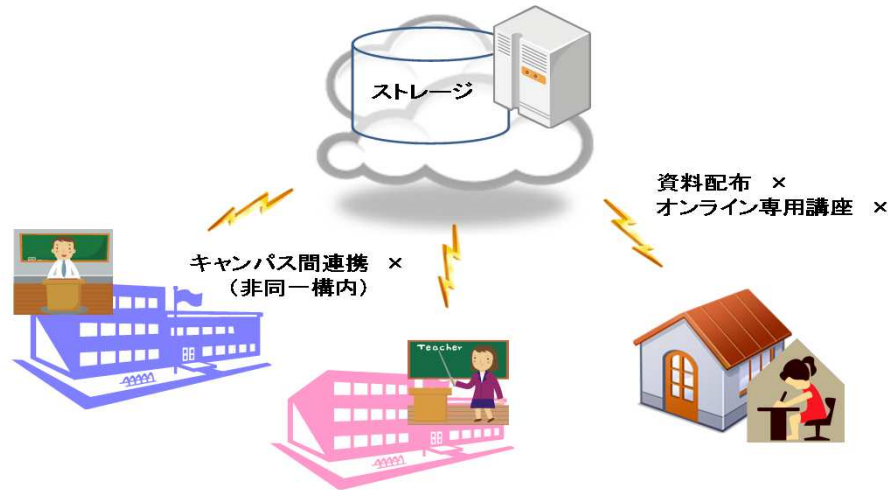 ストレージ
資料配布 ×
オンライン専用講座 ×
キャンパス間連携 ×
(非同一構内)
Teacher